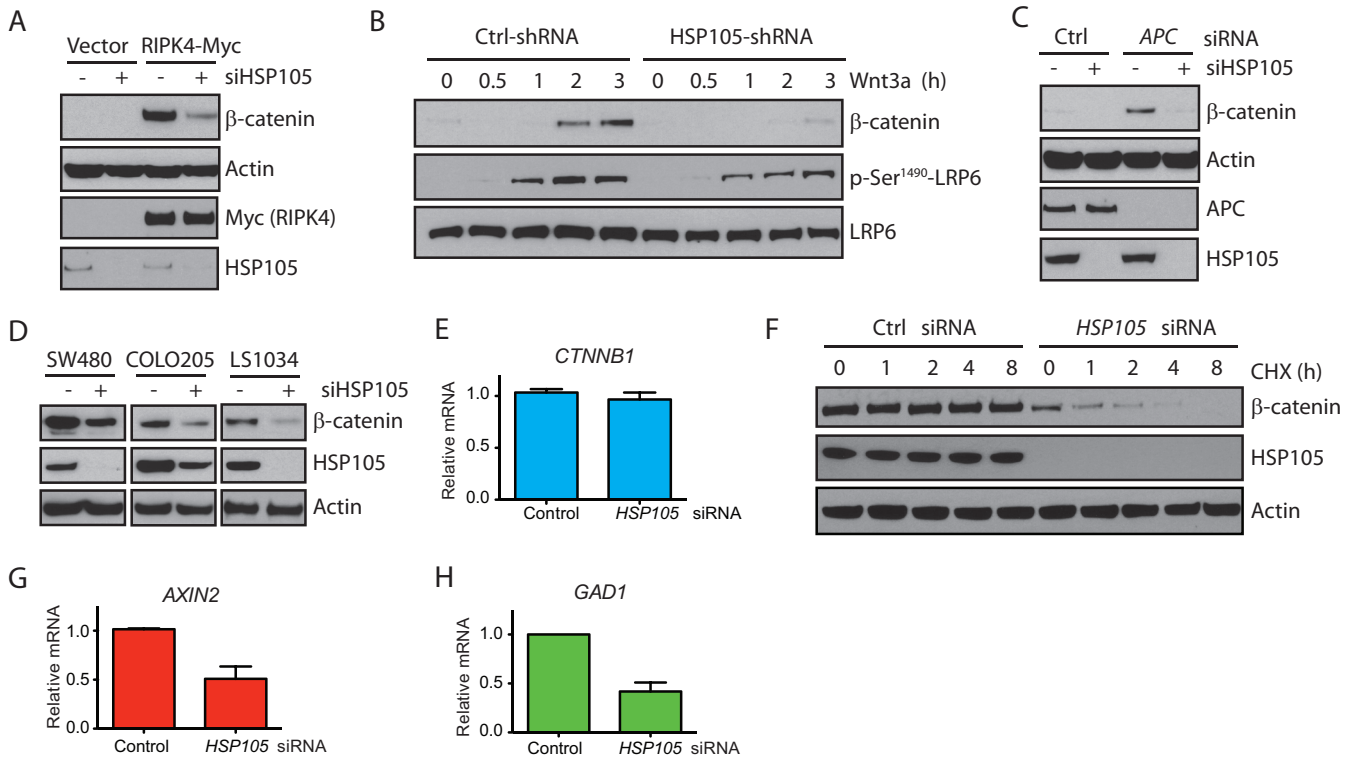 A
Vector RIPK4-Myc
- + - + siHSP105
β-catenin
Actin
Myc (RIPK4)
HSP105
B
Ctrl-shRNA HSP105-shRNA
0 0.5 1 2 3 0 0.5 1 2 3 Wnt3a (h)
β-catenin
p-Ser1490-LRP6
LRP6
C
Ctrl APC siRNA
- + - + siHSP105
β-catenin
Actin
APC
HSP105
D
SW480 COLO205 LS1034
- + - + - + siHSP105
β-catenin
HSP105
Actin
E
CTNNB1
Relative mRNA
1.0
0.5
0.0
Control HSP105 siRNA
F
Ctrl siRNA HSP105 siRNA
0 1 2 4 8 0 1 2 4 8 CHX (h)
β-catenin
HSP105
Actin
G
AXIN2
Relative mRNA
1.0
0.5
0.0
Control HSP105 siRNA
H
GAD1
Relative mRNA
1.0
0.5
0.0
Control HSP105 siRNA